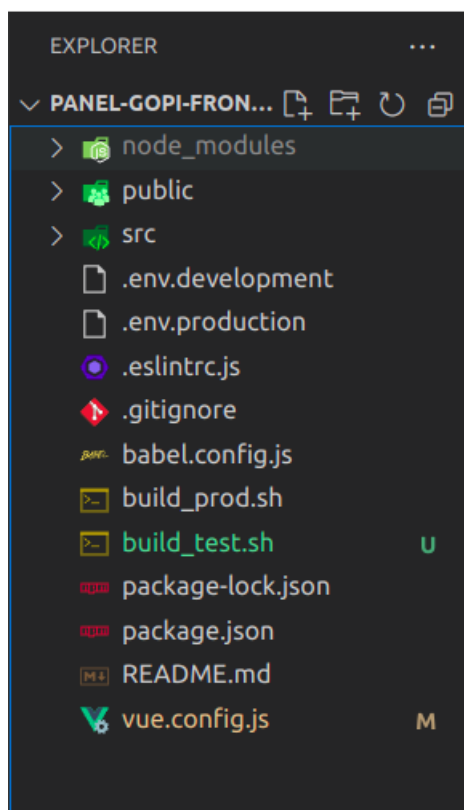 EXPLORER ...
PANEL-GOPI-FRON...
node_modules
public
src
.env.development
.env.production
.eslintrc.js
.gitignore
babel.config.js
build_prod.sh
build_test.sh U
package-lock.json
package.json
README.md
vue.config.js M